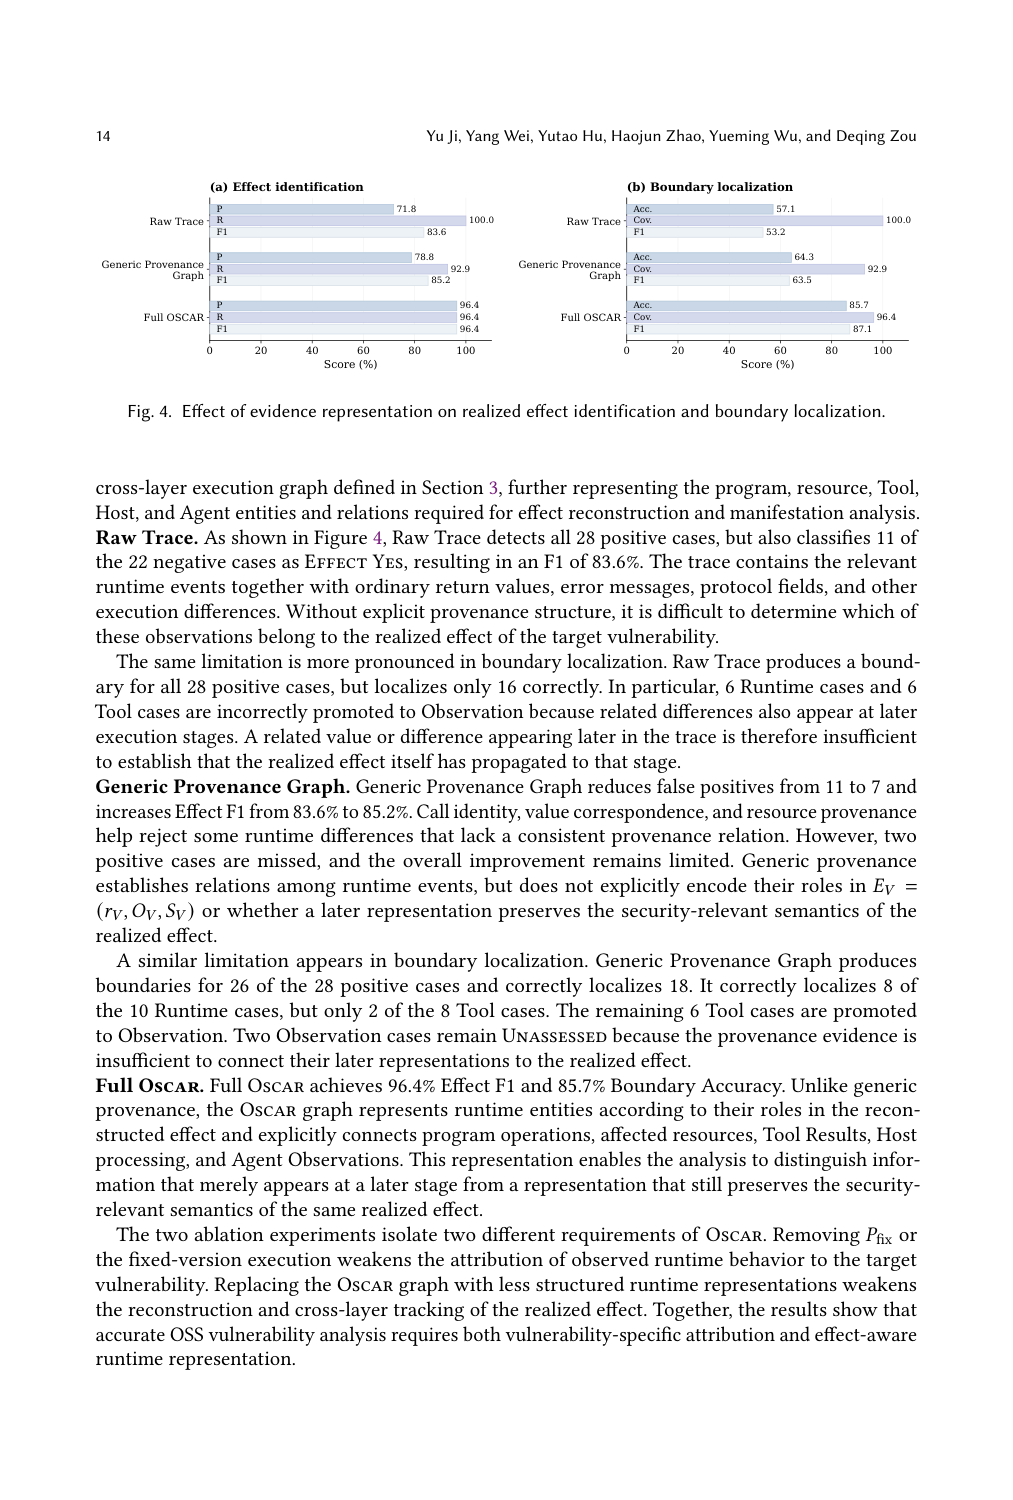 14
Yu Ji, Yang Wei, Yutao Hu, Haojun Zhao, Yueming Wu, and Deqing Zou
(a) Effect identification
Raw Trace
P
71.8
R
100.0
F1
83.6
Generic Provenance
Graph
P
78.8
R
92.9
F1
85.2
Full OSCAR
P
96.4
R
96.4
F1
96.4
0 20 40 60 80 100
Score (%)
(b) Boundary localization
Raw Trace
Acc.
57.1
Cov.
100.0
F1
53.2
Generic Provenance
Graph
Acc.
64.3
Cov.
92.9
F1
63.5
Full OSCAR
Acc.
85.7
Cov.
96.4
F1
87.1
0 20 40 60 80 100
Score (%)
Fig. 4. Effect of evidence representation on realized effect identification and boundary localization.
cross-layer execution graph defined in Section 3, further representing the program, resource, Tool,
Host, and Agent entities and relations required for effect reconstruction and manifestation analysis.
Raw Trace. As shown in Figure 4, Raw Trace detects all 28 positive cases, but also classifies 11 of
the 22 negative cases as Effect Yes, resulting in an F1 of 83.6%. The trace contains the relevant
runtime events together with ordinary return values, error messages, protocol fields, and other
execution differences. Without explicit provenance structure, it is difficult to determine which of
these observations belong to the realized effect of the target vulnerability.
The same limitation is more pronounced in boundary localization. Raw Trace produces a bound-
ary for all 28 positive cases, but localizes only 16 correctly. In particular, 6 Runtime cases and 6
Tool cases are incorrectly promoted to Observation because related differences also appear at later
execution stages. A related value or difference appearing later in the trace is therefore insufficient
to establish that the realized effect itself has propagated to that stage.
Generic Provenance Graph. Generic Provenance Graph reduces false positives from 11 to 7 and
increases Effect F1 from 83.6% to 85.2%. Call identity, value correspondence, and resource provenance
help reject some runtime differences that lack a consistent provenance relation. However, two
positive cases are missed, and the overall improvement remains limited. Generic provenance
establishes relations among runtime events, but does not explicitly encode their roles in E_V =
(r_V, O_V, S_V) or whether a later representation preserves the security-relevant semantics of the
realized effect.
A similar limitation appears in boundary localization. Generic Provenance Graph produces
boundaries for 26 of the 28 positive cases and correctly localizes 18. It correctly localizes 8 of
the 10 Runtime cases, but only 2 of the 8 Tool cases. The remaining 6 Tool cases are promoted
to Observation. Two Observation cases remain Unassessed because the provenance evidence is
insufficient to connect their later representations to the realized effect.
Full Oscar. Full Oscar achieves 96.4% Effect F1 and 85.7% Boundary Accuracy. Unlike generic
provenance, the Oscar graph represents runtime entities according to their roles in the recon-
structed effect and explicitly connects program operations, affected resources, Tool Results, Host
processing, and Agent Observations. This representation enables the analysis to distinguish infor-
mation that merely appears at a later stage from a representation that still preserves the security-
relevant semantics of the same realized effect.
The two ablation experiments isolate two different requirements of Oscar. Removing P_fix or
the fixed-version execution weakens the attribution of observed runtime behavior to the target
vulnerability. Replacing the Oscar graph with less structured runtime representations weakens
the reconstruction and cross-layer tracking of the realized effect. Together, the results show that
accurate OSS vulnerability analysis requires both vulnerability-specific attribution and effect-aware
runtime representation.